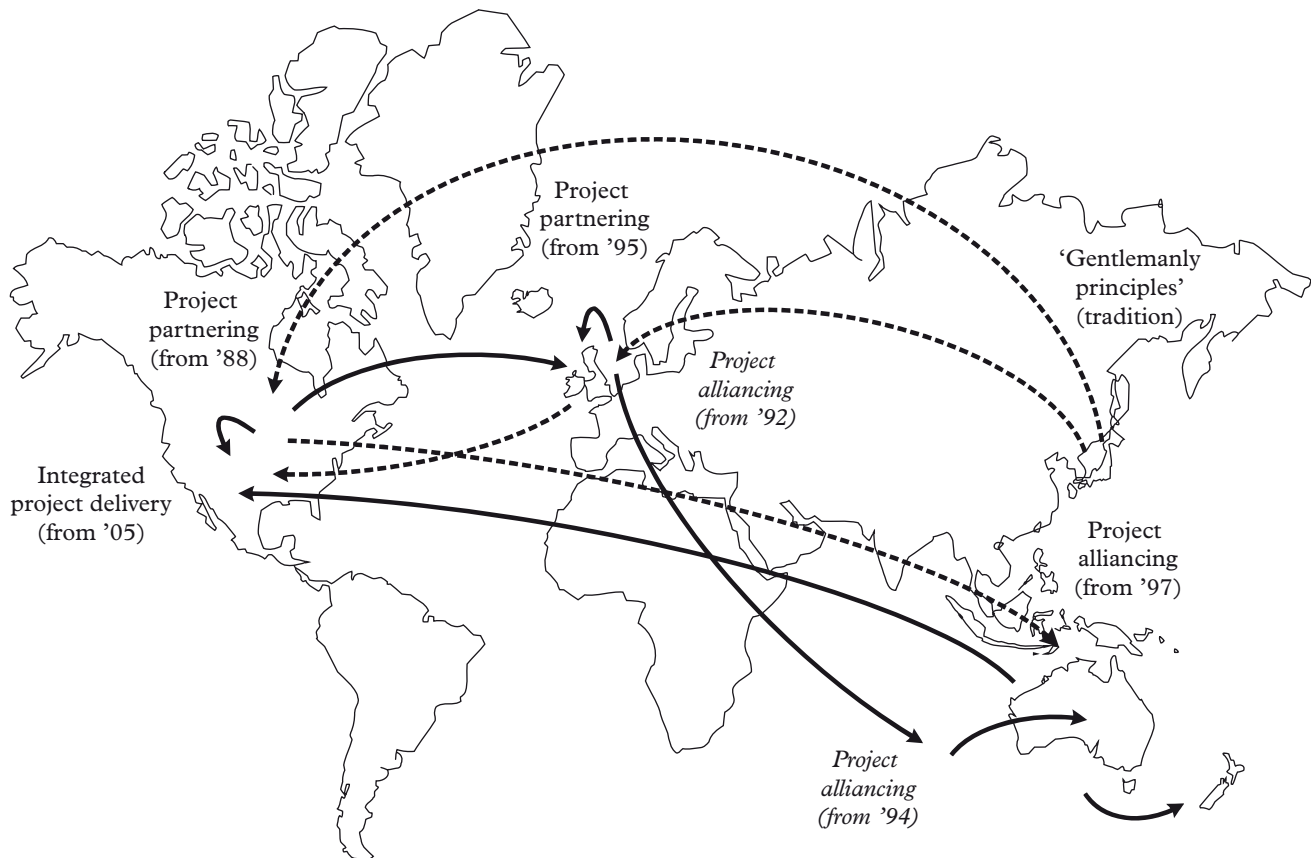 Project
partnering
(from ’95)
‘Gentlemanly
principles’
(tradition)
Project
partnering
(from ’88)
Project
alliancing
(from ’92)
Integrated
project delivery
(from ’05)
Project
alliancing
(from ’97)
Project
alliancing
(from ’94)